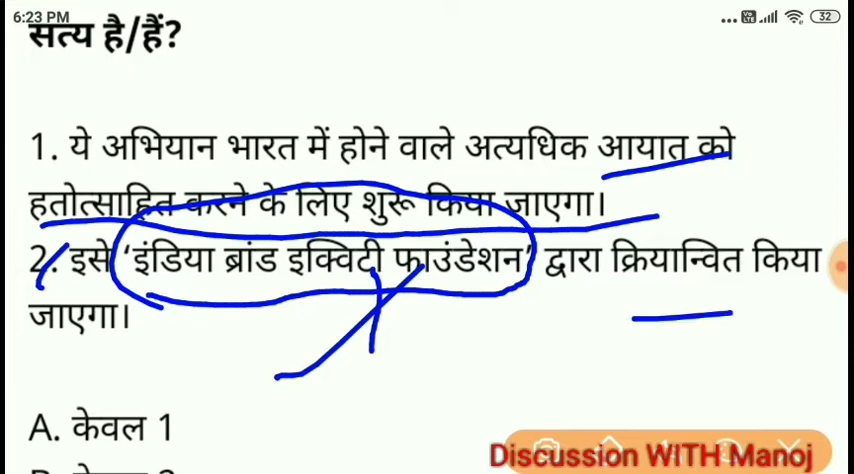 6:23 PM
32
सत्य है/हैं?
1. ये अभियान भारत में होने वाले अत्यधिक आयात को
हतोत्साहित करने के लिए शुरू किया जाएगा।
2. इसे ‘इंडिया ब्रांड इक्विटी फाउंडेशन’ द्वारा क्रियान्वित किया
जाएगा।
A. केवल 1
Discussion WiTH Manoj